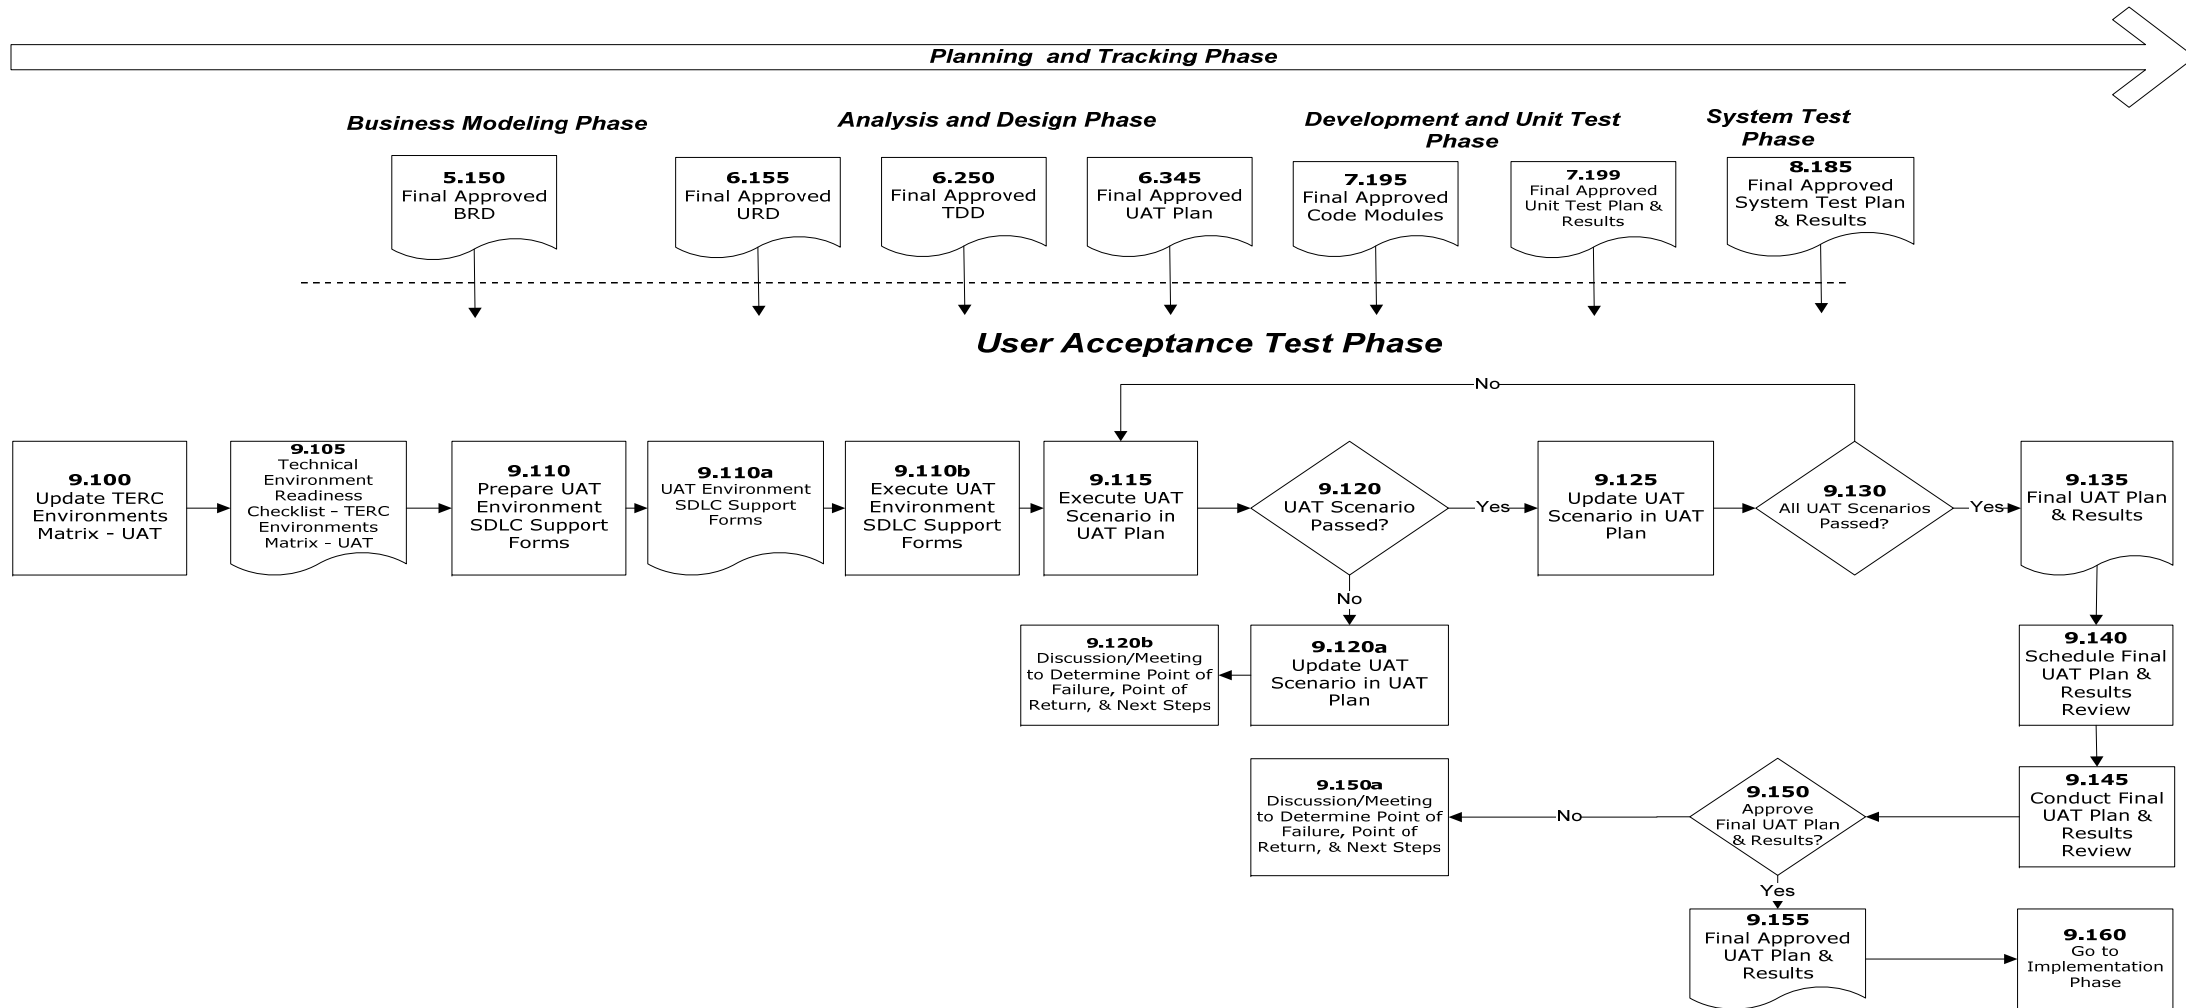 Planning and Tracking Phase
Business Modeling Phase
Analysis and Design Phase
Development and Unit Test
Phase
System Test
Phase
5.150
Final Approved
BRD
6.155
Final Approved
URD
6.250
Final Approved
TDD
6.345
Final Approved
UAT Plan
7.195
Final Approved
Code Modules
7.199
Final Approved
Unit Test Plan &
Results
8.185
Final Approved
System Test Plan
& Results
User Acceptance Test Phase
No
9.100
Update TERC
Environments
Matrix - UAT
9.105
Technical
Environment
Readiness
Checklist - TERC
Environments
Matrix - UAT
9.110
Prepare UAT
Environment
SDLC Support
Forms
9.110a
UAT Environment
SDLC Support
Forms
9.110b
Execute UAT
Environment
SDLC Support
Forms
9.115
Execute UAT
Scenario in
UAT Plan
9.120
UAT Scenario
Passed?
Yes
9.125
Update UAT
Scenario in UAT
Plan
9.130
All UAT Scenarios
Passed?
Yes
9.135
Final UAT Plan
& Results
No
9.120b
Discussion/Meeting
to Determine Point of
Failure, Point of
Return, & Next Steps
9.120a
Update UAT
Scenario in UAT
Plan
9.140
Schedule Final
UAT Plan &
Results
Review
9.150a
Discussion/Meeting
to Determine Point of
Failure, Point of
Return, & Next Steps
No
9.150
Approve
Final UAT Plan
& Results?
9.145
Conduct Final
UAT Plan &
Results
Review
Yes
9.155
Final Approved
UAT Plan &
Results
9.160
Go to
Implementation
Phase